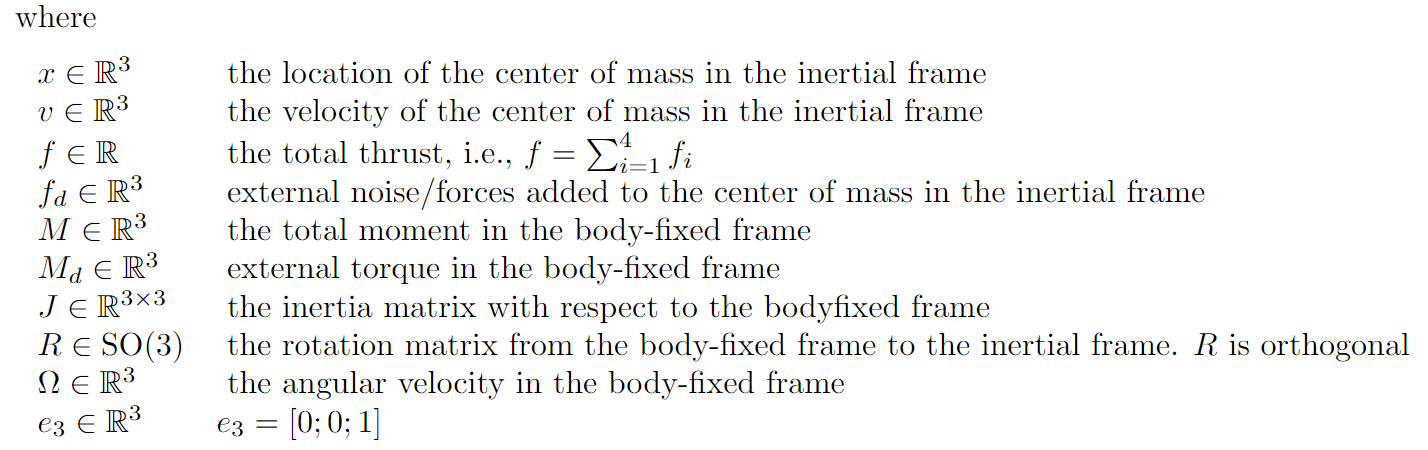 where
x ∈ ℝ³ the location of the center of mass in the inertial frame
v ∈ ℝ³ the velocity of the center of mass in the inertial frame
f ∈ ℝ the total thrust, i.e., f = ∑⁴ᵢ₌₁ fᵢ
f_d ∈ ℝ³ external noise/forces added to the center of mass in the inertial frame
M ∈ ℝ³ the total moment in the body-fixed frame
M_d ∈ ℝ³ external torque in the body-fixed frame
J ∈ ℝ³ˣ³ the inertia matrix with respect to the bodyfixed frame
R ∈ SO(3) the rotation matrix from the body-fixed frame to the inertial frame. R is orthogonal
Ω ∈ ℝ³ the angular velocity in the body-fixed frame
e₃ ∈ ℝ³ e₃ = [0; 0; 1]